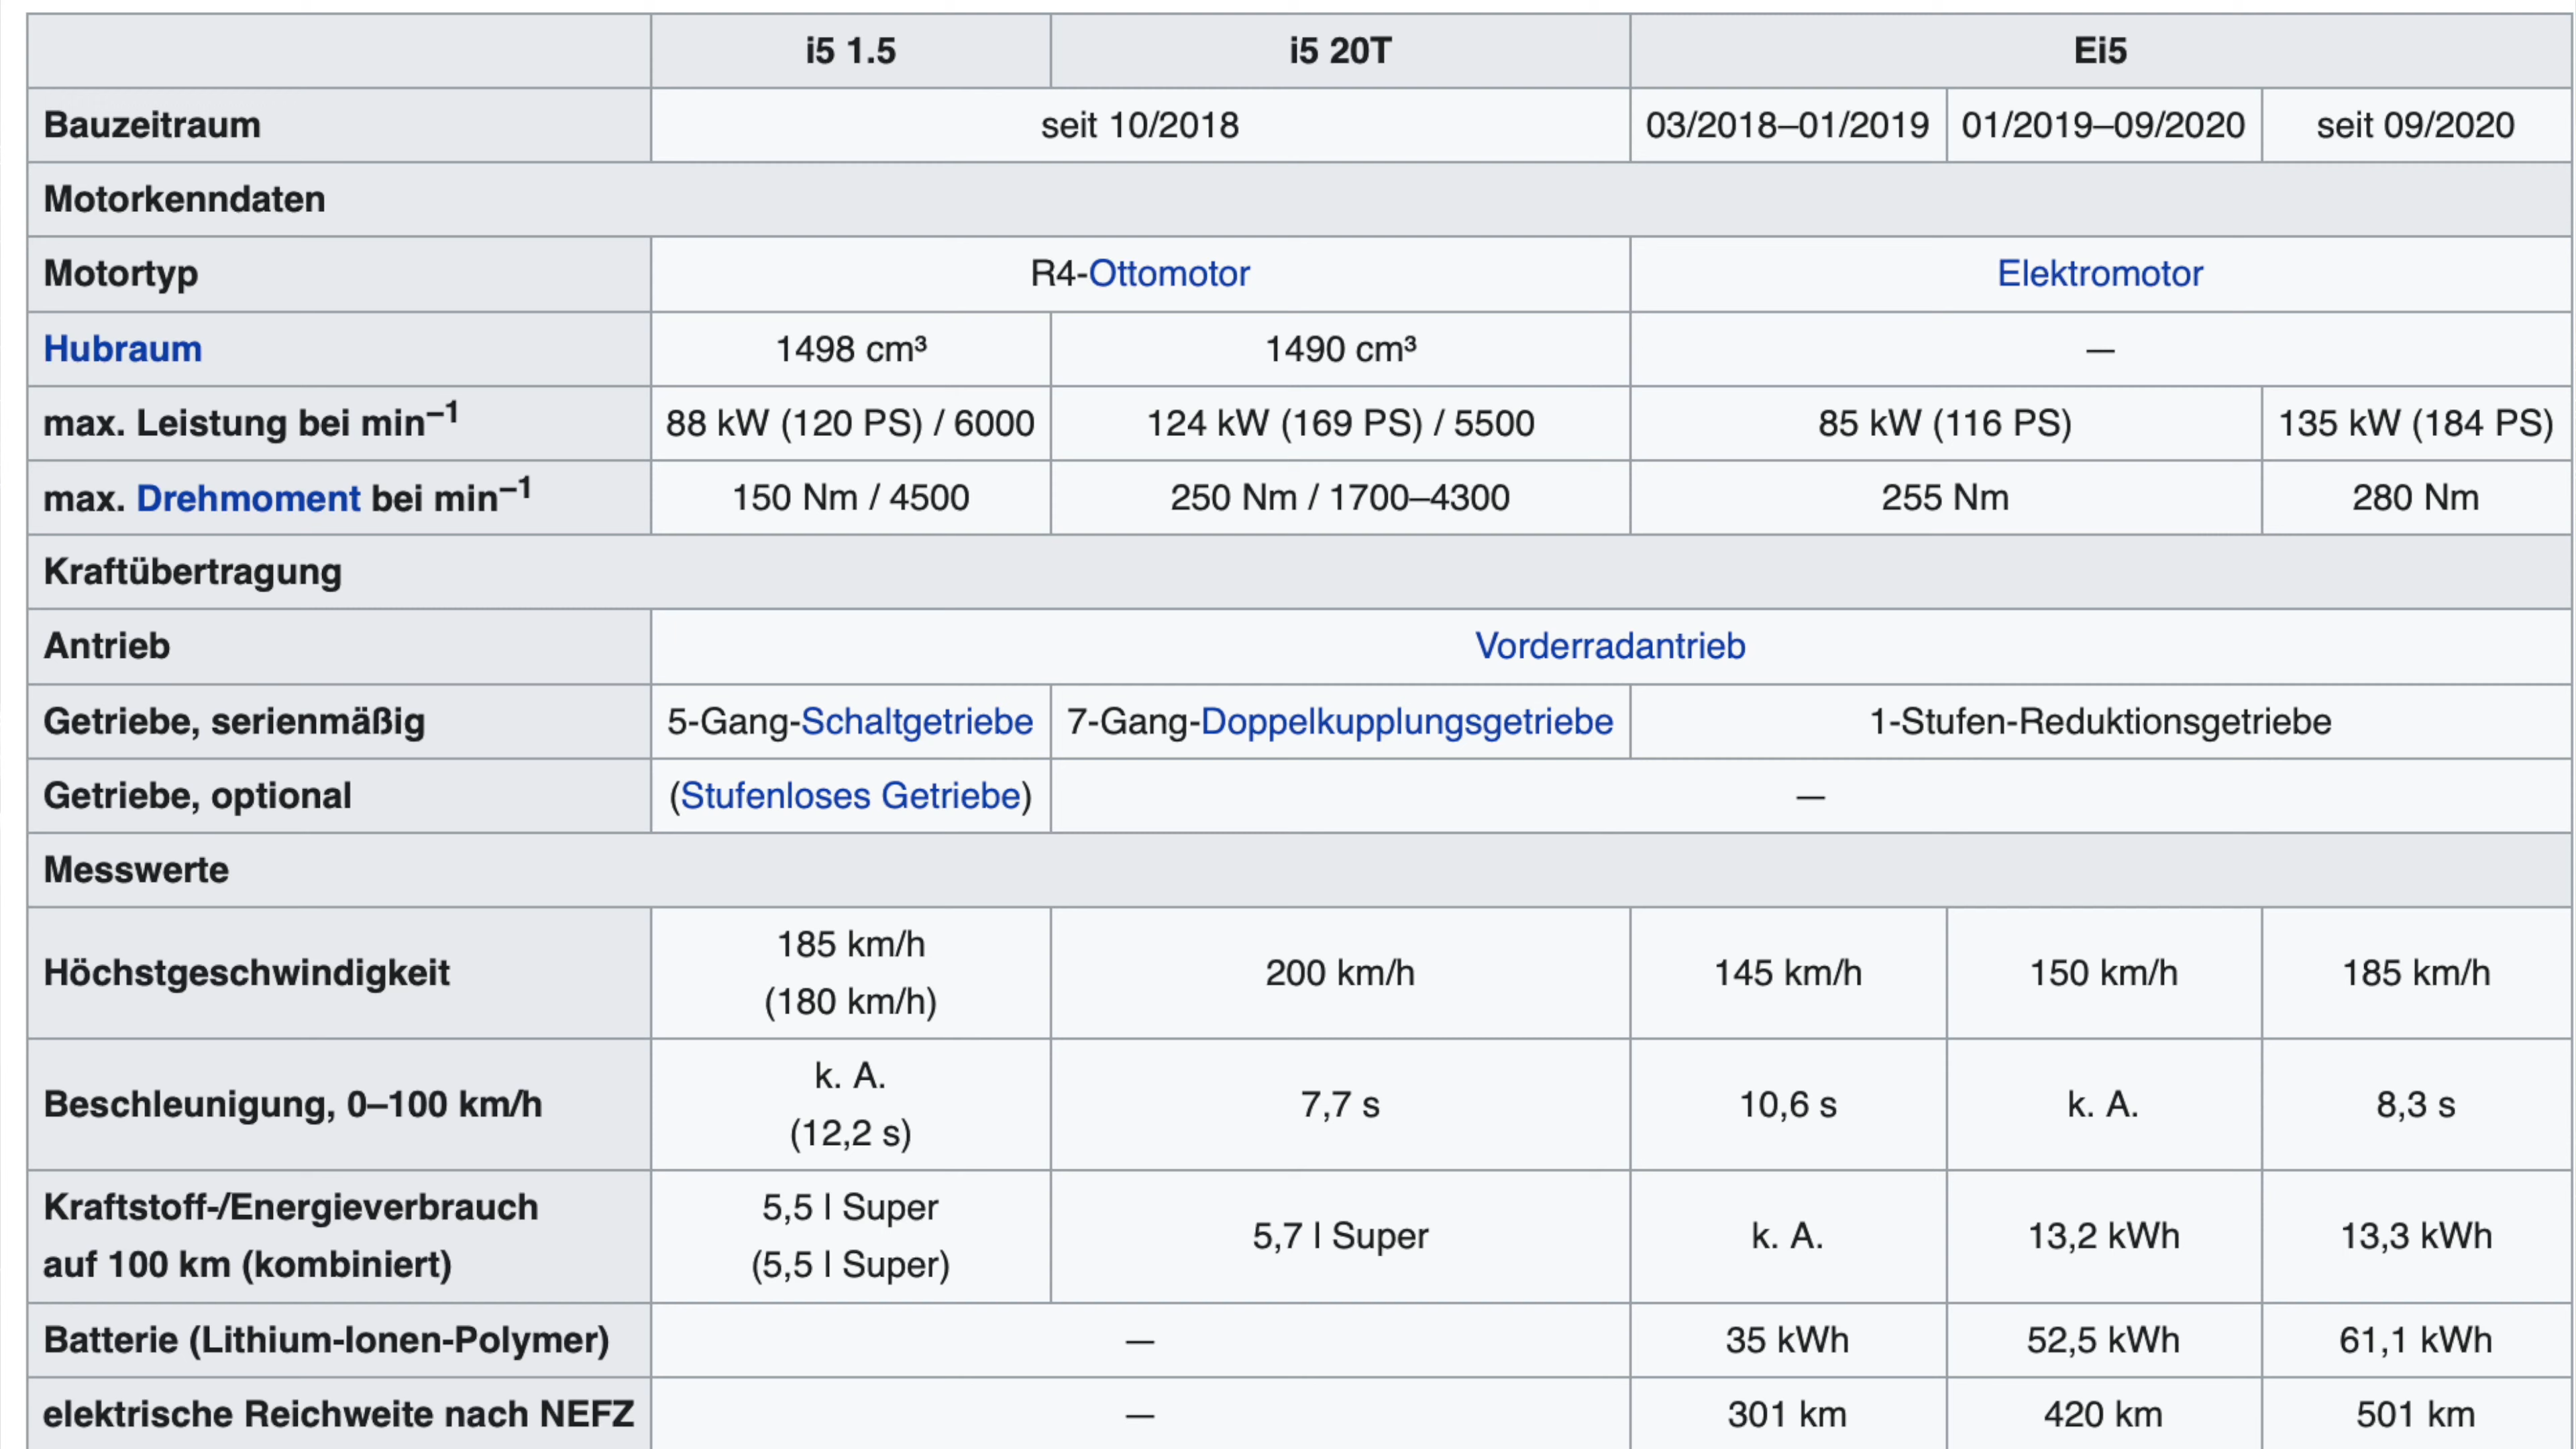 i5 1.5 i5 20T Ei5
Bauzeitraum seit 10/2018 03/2018–01/2019 01/2019–09/2020 seit 09/2020
Motorkenndaten
Motortyp R4-Ottomotor Elektromotor
Hubraum 1498 cm³ 1490 cm³ —
max. Leistung bei min⁻¹ 88 kW (120 PS) / 6000 124 kW (169 PS) / 5500 85 kW (116 PS) 135 kW (184 PS)
max. Drehmoment bei min⁻¹ 150 Nm / 4500 250 Nm / 1700–4300 255 Nm 280 Nm
Kraftübertragung
Antrieb Vorderradantrieb
Getriebe, serienmäßig 5-Gang-Schaltgetriebe 7-Gang-Doppelkupplungsgetriebe 1-Stufen-Reduktionsgetriebe
Getriebe, optional (Stufenloses Getriebe) —
Messwerte
Höchstgeschwindigkeit 185 km/h (180 km/h) 200 km/h 145 km/h 150 km/h 185 km/h
Beschleunigung, 0–100 km/h k. A. (12,2 s) 7,7 s 10,6 s k. A. 8,3 s
Kraftstoff-/Energieverbrauch
auf 100 km (kombiniert) 5,5 l Super (5,5 l Super) 5,7 l Super k. A. 13,2 kWh 13,3 kWh
Batterie (Lithium-Ionen-Polymer) — 35 kWh 52,5 kWh 61,1 kWh
elektrische Reichweite nach NEFZ — 301 km 420 km 501 km